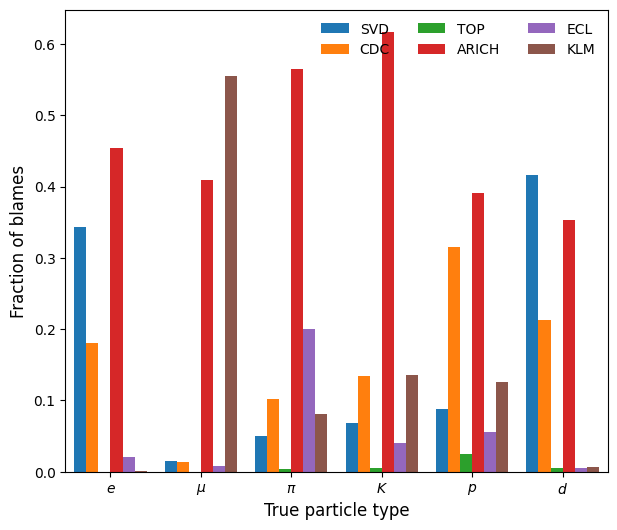 SVD TOP ECL
CDC ARICH KLM
Fraction of blames
0.6
0.5
0.4
0.3
0.2
0.1
0.0
e μ π K p d
True particle type